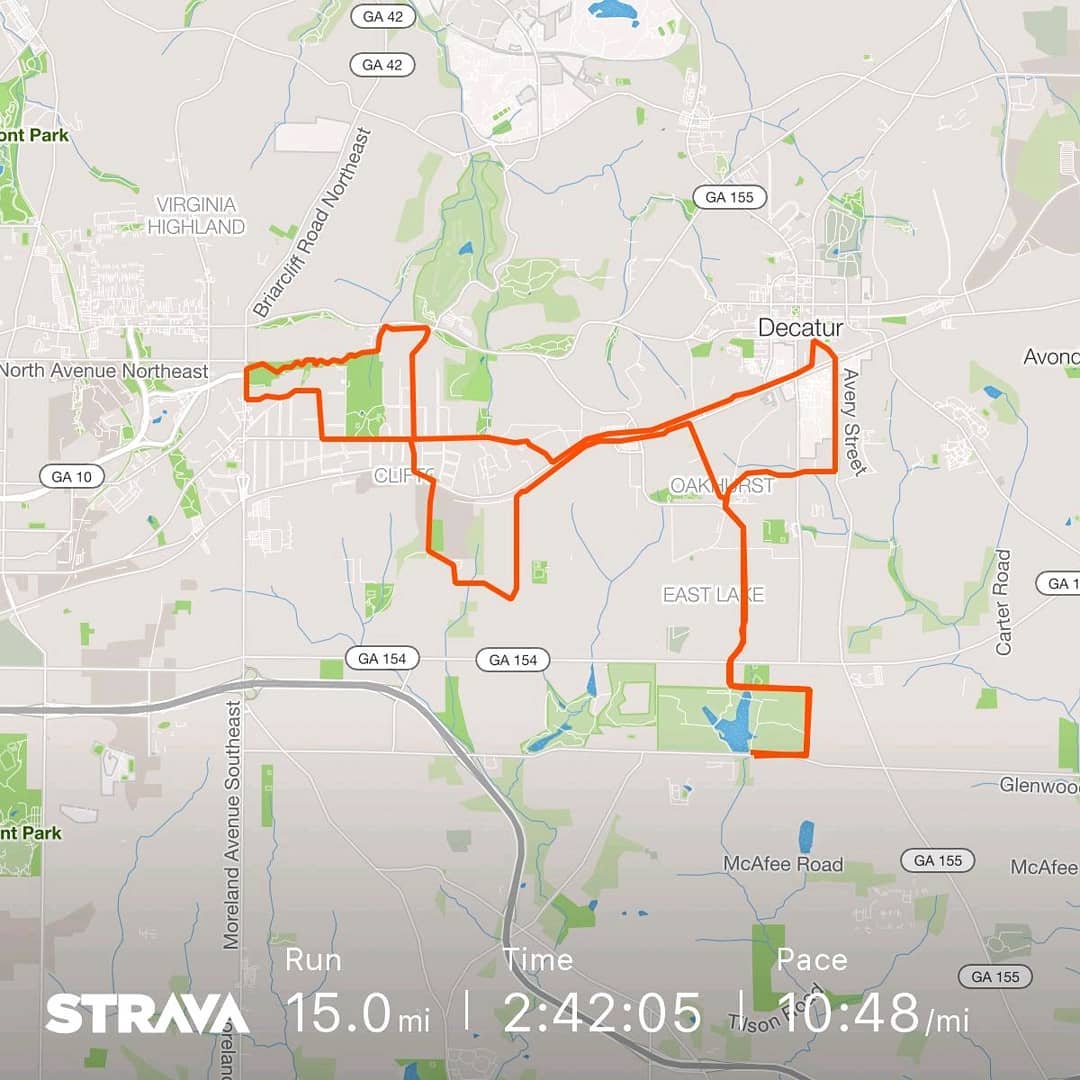 GA 42
GA 42
ont Park
Briarcliff Road Northeast
GA 155
VIRGINIA
HIGHLAND
Decatur
Avond
North Avenue Northeast
Avery Street
GA 10
OAKHURST
EAST LAKE
Carter Road
GA 1
GA 154
GA 154
Moreland Avenue Southeast
Glenwood
nt Park
McAfee Road
GA 155
McAfee
Run
Time
Pace
GA 155
STRAVA
15.0 mi
2:42:05
10:48 /mi
Tilson Road